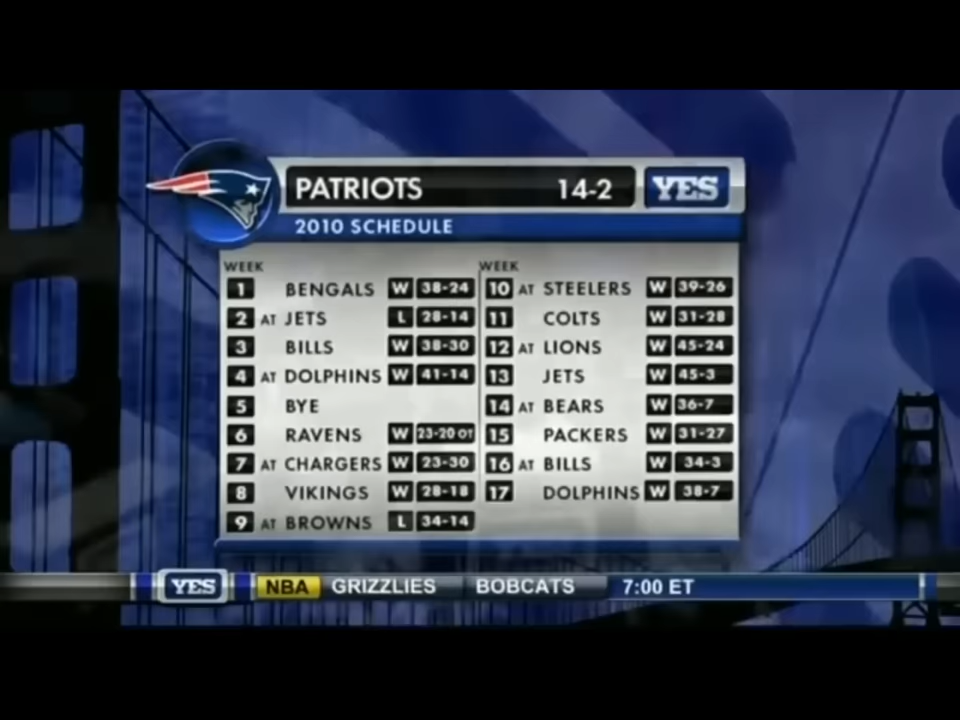 PATRIOTS 14-2 YES
2010 SCHEDULE
WEEK
1 BENGALS W 38-24
2 AT JETS L 28-14
3 BILLS W 38-30
4 AT DOLPHINS W 41-14
5 BYE
6 RAVENS W 23-20 OT
7 AT CHARGERS W 23-30
8 VIKINGS W 28-18
9 AT BROWNS L 34-14
WEEK
10 AT STEELERS W 39-26
11 COLTS W 31-28
12 AT LIONS W 45-24
13 JETS W 45-3
14 AT BEARS W 36-7
15 PACKERS W 31-27
16 AT BILLS W 34-3
17 DOLPHINS W 38-7
YES NBA GRIZZLIES BOBCATS 7:00 ET